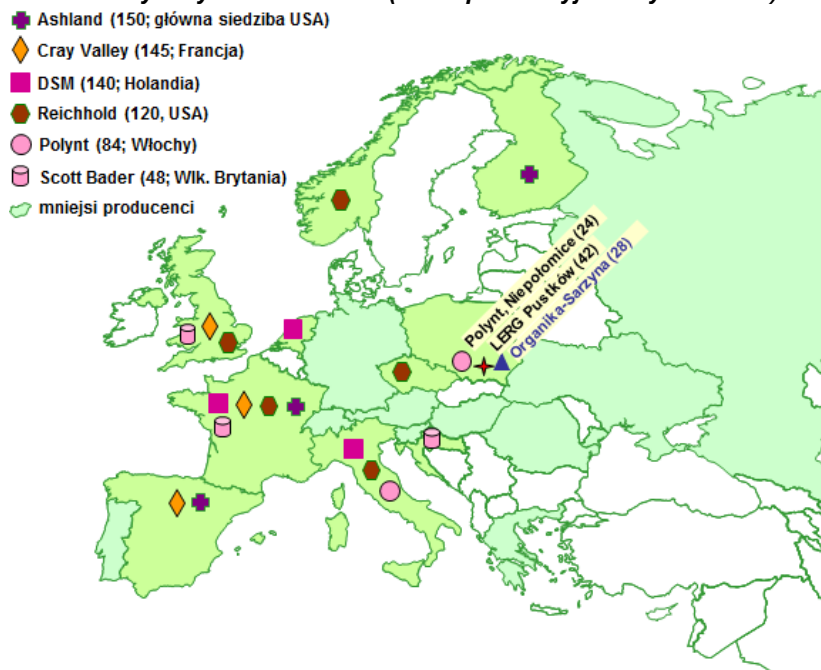 Ashland (150; główna siedziba USA)
Cray Valley (145; Francja)
DSM (140; Holandia)
Reichhold (120, USA)
Polynt (84; Włochy)
Scott Bader (48; Wlk. Brytania)
mniejsi producenci
Polynt, Niepołomice (24)
LERG Pustków (42)
Organika-Sarzyna (28)